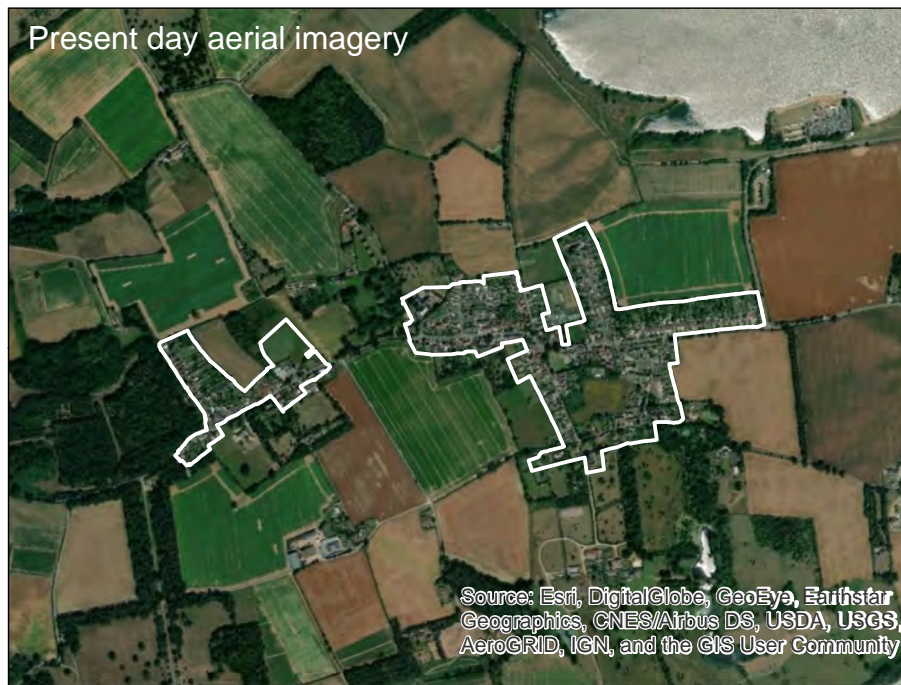 Present day aerial imagery
Source: Esri, DigitalGlobe, GeoEye, Earthstar
Geographics, CNES/Airbus DS, USDA, USGS,
AeroGRID, IGN, and the GIS User Community